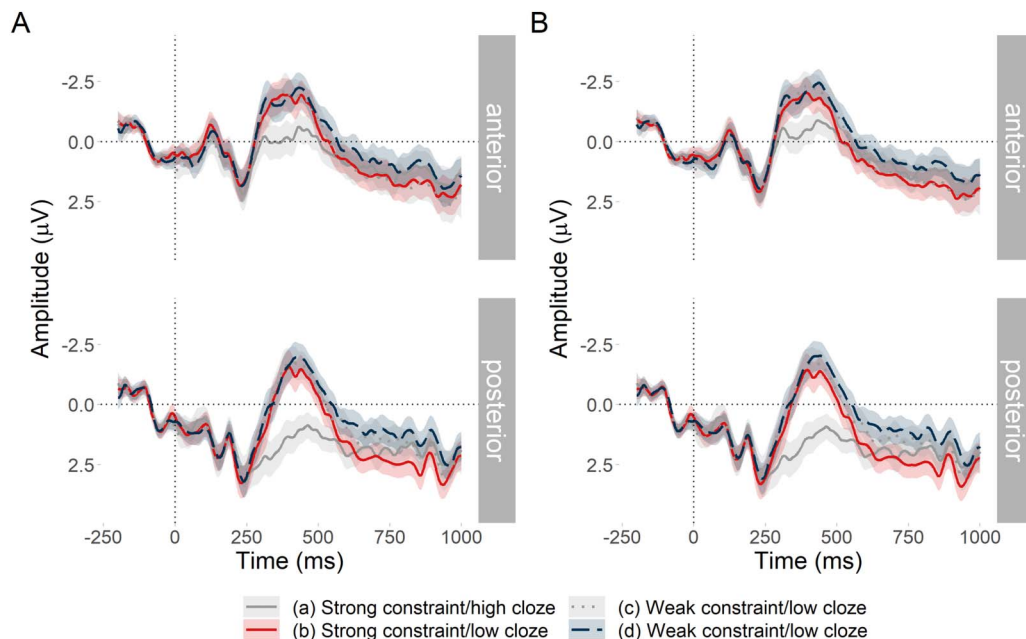 A
B
-2.5
0.0
2.5
anterior
-2.5
0.0
2.5
anterior
Amplitude (μV)
Amplitude (μV)
-2.5
0.0
2.5
posterior
-2.5
0.0
2.5
posterior
-250 0 250 500 750 1000
-250 0 250 500 750 1000
Time (ms)
Time (ms)
(a) Strong constraint/high cloze
(c) Weak constraint/low cloze
(b) Strong constraint/low cloze
(d) Weak constraint/low cloze